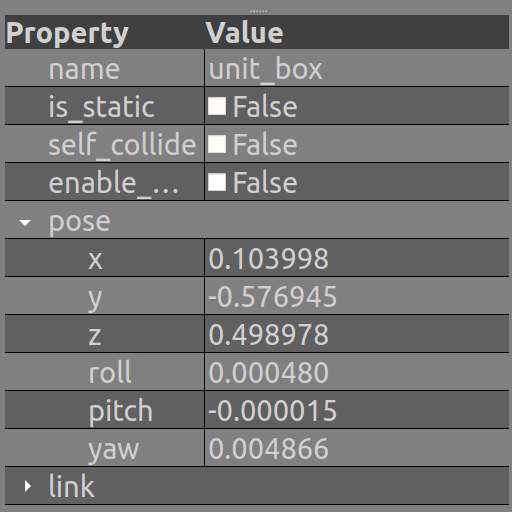 Property Value
name unit_box
is_static False
self_collide False
enable_... False
pose
x 0.103998
y -0.576945
z 0.498978
roll 0.000480
pitch -0.000015
yaw 0.004866
link